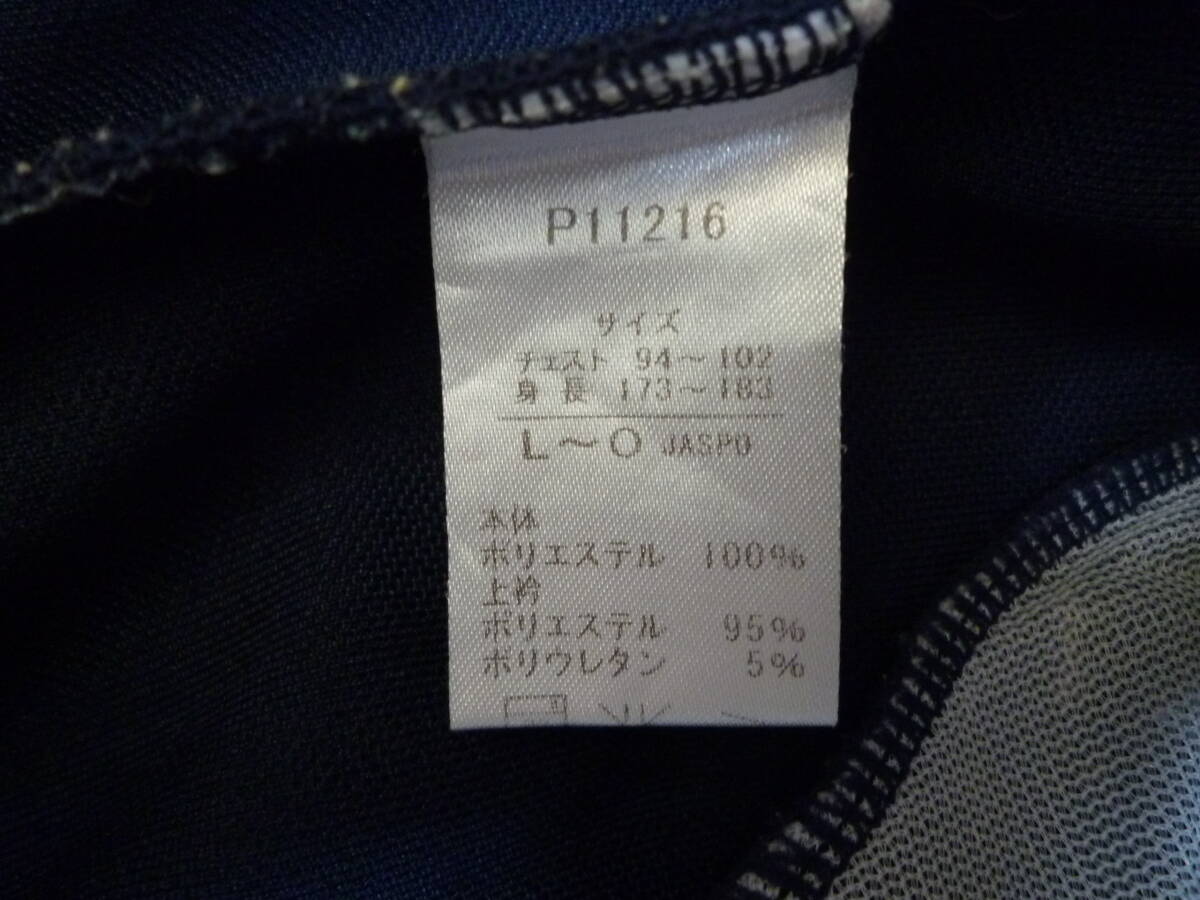 P11216
サイズ
チェスト 94～102
身長 173～183
L～O JASPO
本体
ポリエステル 100%
上衿
ポリエステル 95%
ポリウレタン 5%